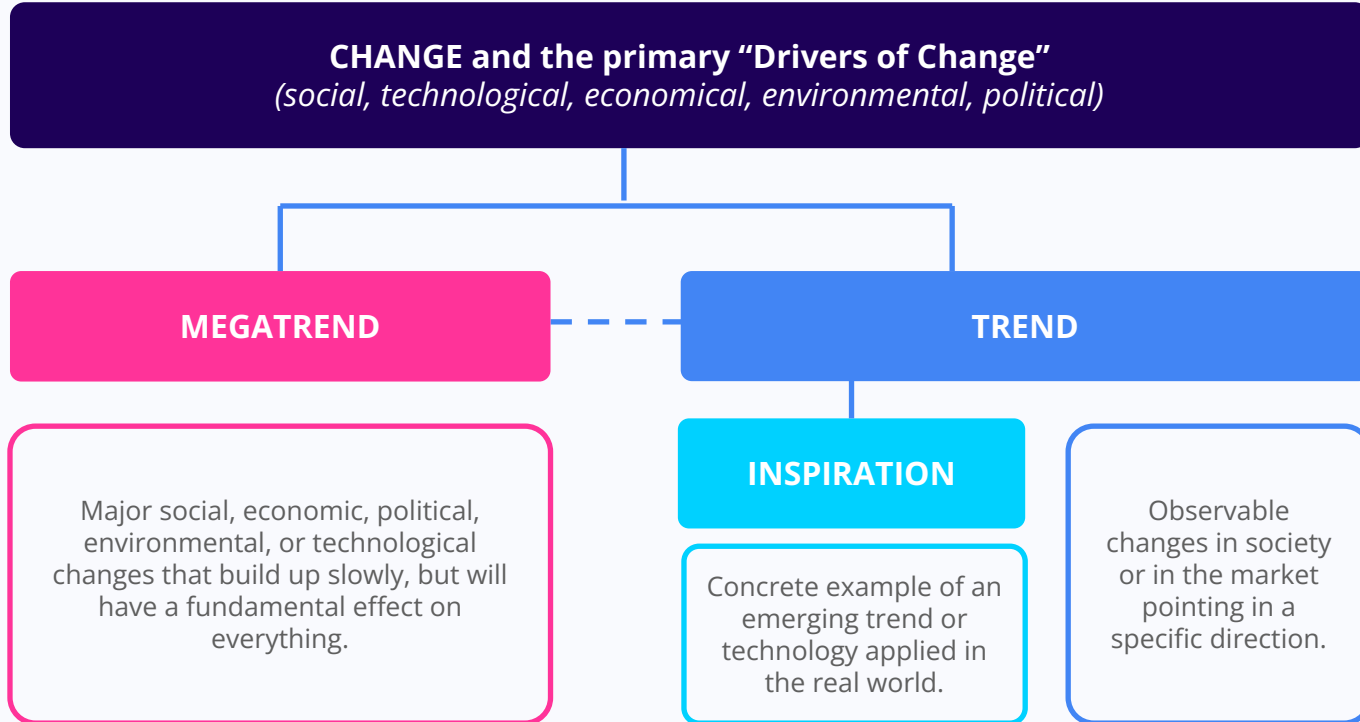 CHANGE and the primary “Drivers of Change”
(social, technological, economical, environmental, political)
MEGATREND
TREND
Major social, economic, political,
environmental, or technological
changes that build up slowly, but will
have a fundamental effect on
everything.
INSPIRATION
Concrete example of an
emerging trend or
technology applied in
the real world.
Observable
changes in society
or in the market
pointing in a
specific direction.